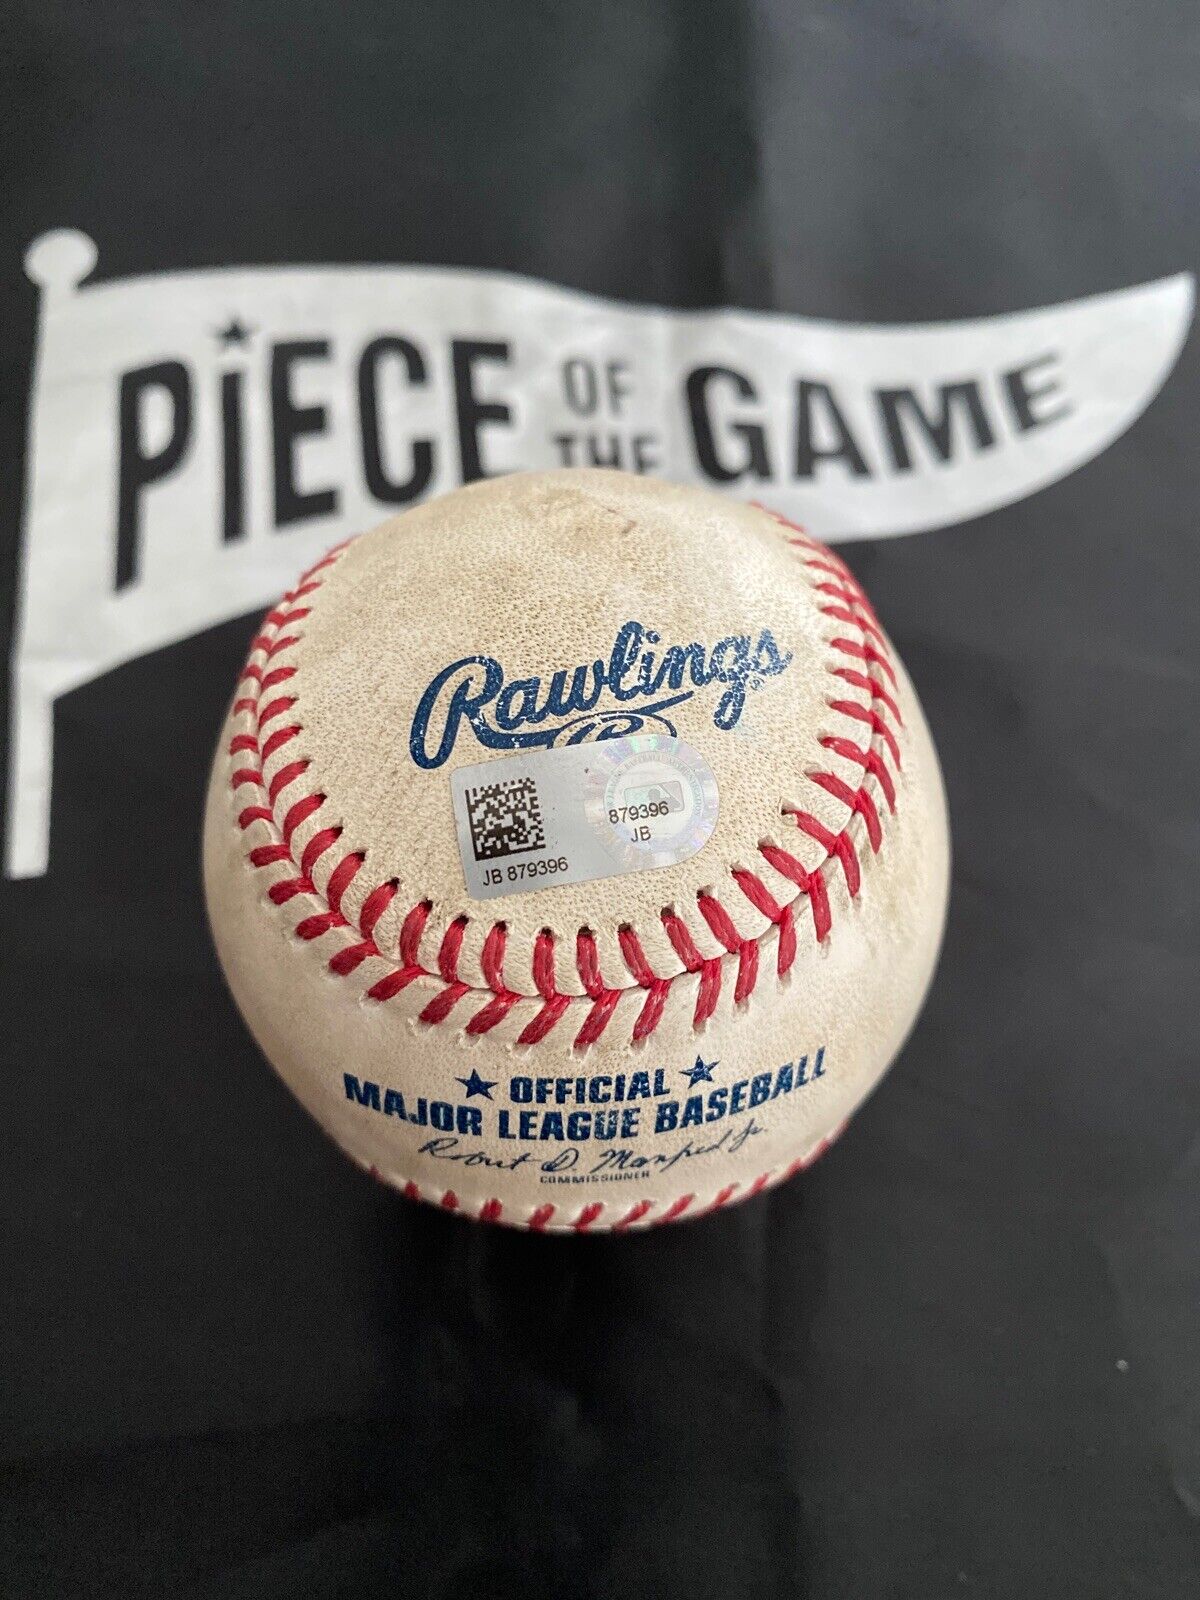 PiECE OF THE GAME
Rawlings®
R
879396
JB
JB 879396
★ OFFICIAL ★
MAJOR LEAGUE BASEBALL
Robert D. Manfred Jr.
COMMISSIONER